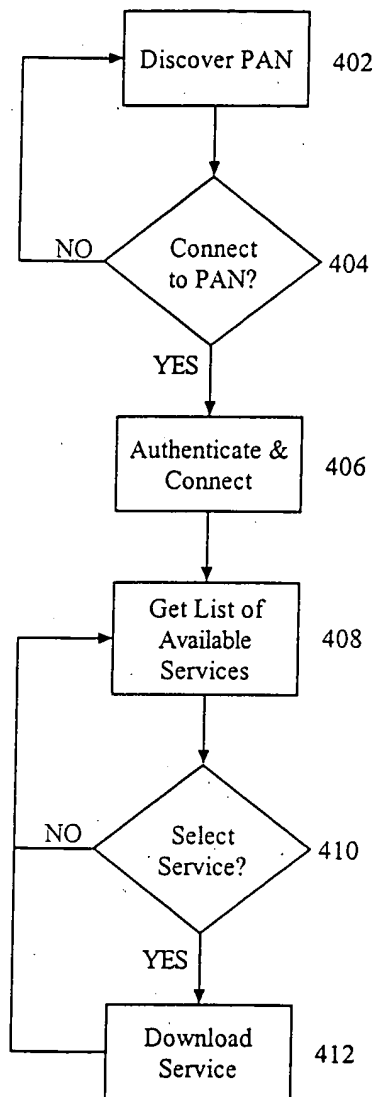 Discover PAN
402
NO
Connect
to PAN?
404
YES
Authenticate &
Connect
406
Get List of
Available
Services
408
NO
Select
Service?
410
YES
Download
Service
412